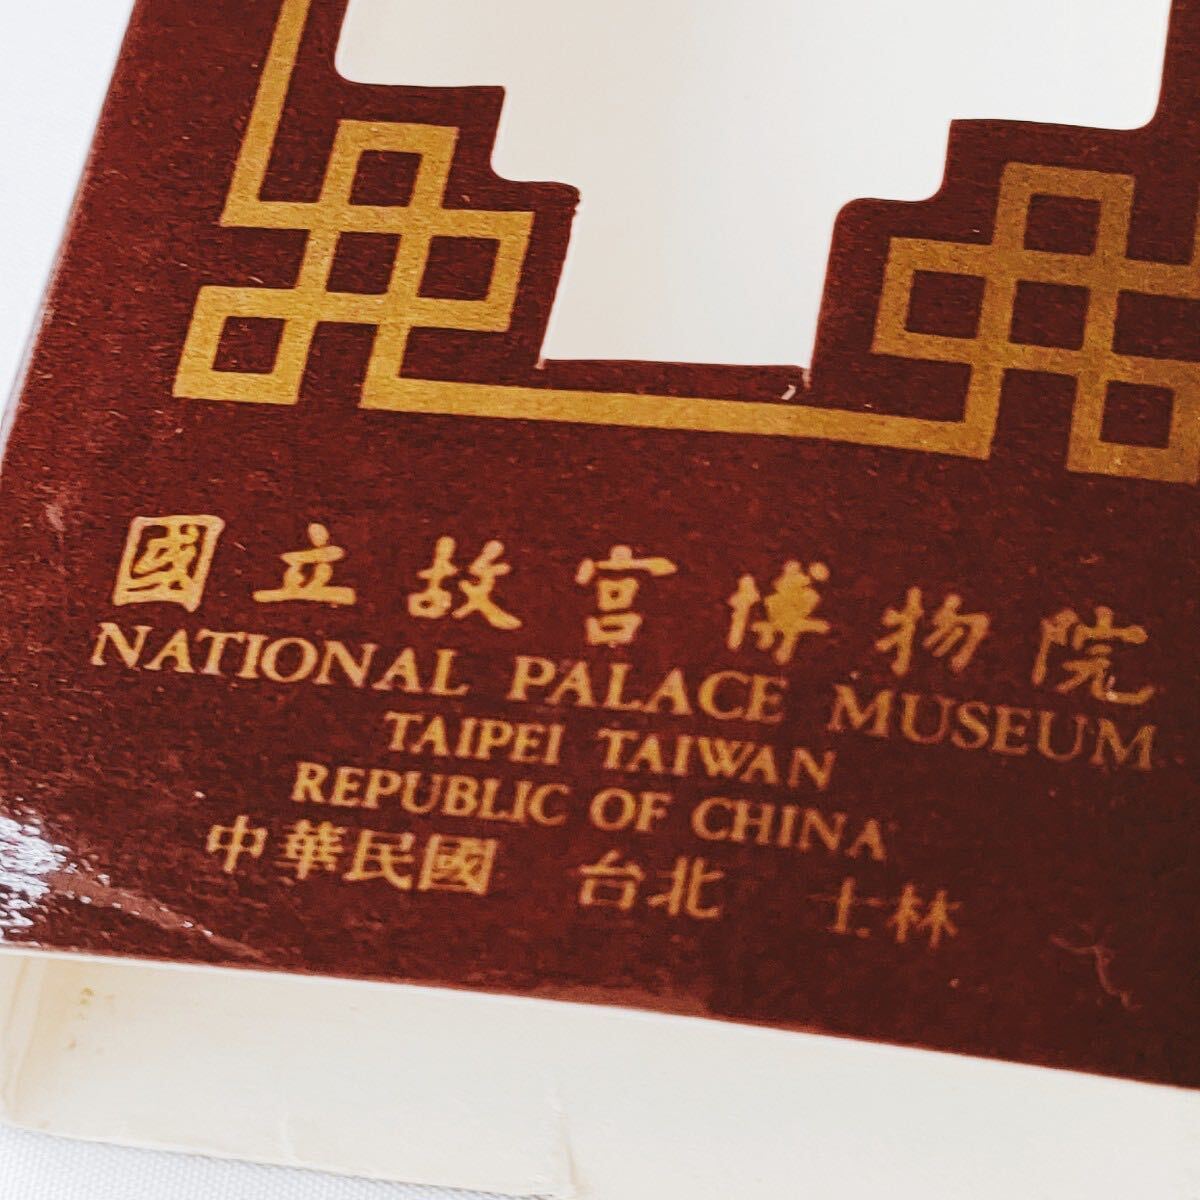 國立故宮博物院
NATIONAL PALACE MUSEUM
TAIPEI TAIWAN
REPUBLIC OF CHINA
中華民國 台北 士林